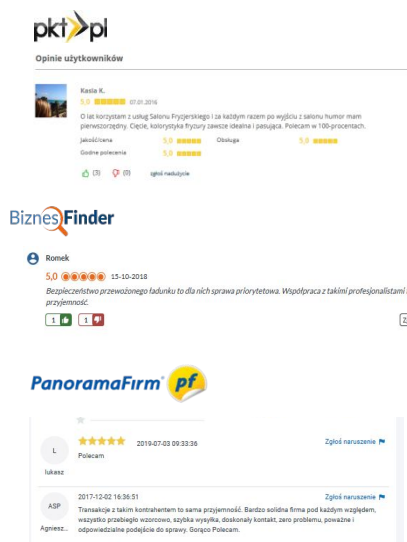 pkt.pl
Opinie użytkowników
Kasia K.
5,0 07.01.2016
O lat korzystam z usług Salonu Fryzjerskiego i za każdym razem po wyjściu z salonu humor mam
pierwszorzędny. Cięcie, kolorystyka fryzury zawsze idealna i pasująca. Polecam w 100-procentach.
Jakość/cena 5,0 Obsługa 5,0
Godne polecenia 5,0
(3) (0) zgłoś nadużycie
BiznesFinder
Romek
5,0 15-10-2018
Bezpieczeństwo przewożonego ładunku to dla nich sprawa priorytetowa. Współpraca z takimi profesjonalistami
przyjemność.
1 1 Z
PanoramaFirm pf
L 2019-07-03 09:33:36 Zgłoś naruszenie
Polecam
lukasz
ASP 2017-12-02 16:36:51 Zgłoś naruszenie
Transakcje z takim kontrahentem to sama przyjemność. Bardzo solidna firma pod każdym względem,
Agniesz... wszystko przebiegło wzorcowo, szybka wysyłka, doskonały kontakt, zero problemu, poważne i
odpowiedzialne podejście do sprawy. Gorąco Polecam.